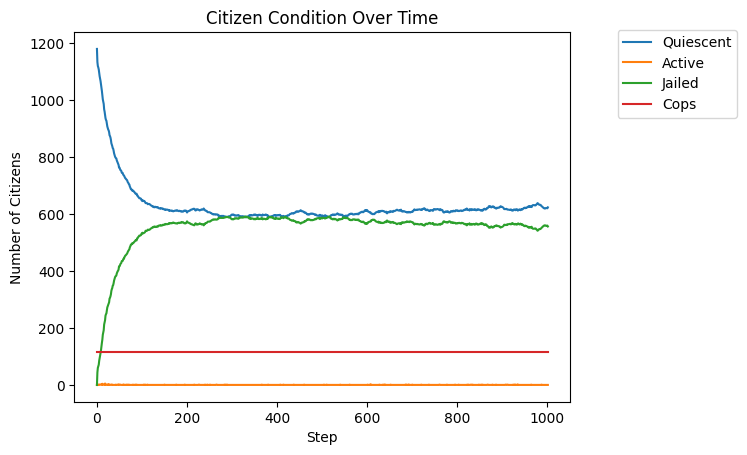 Citizen Condition Over Time
Quiescent
Active
Jailed
Cops
Number of Citizens
1200
1000
800
600
400
200
0
0 200 400 600 800 1000
Step